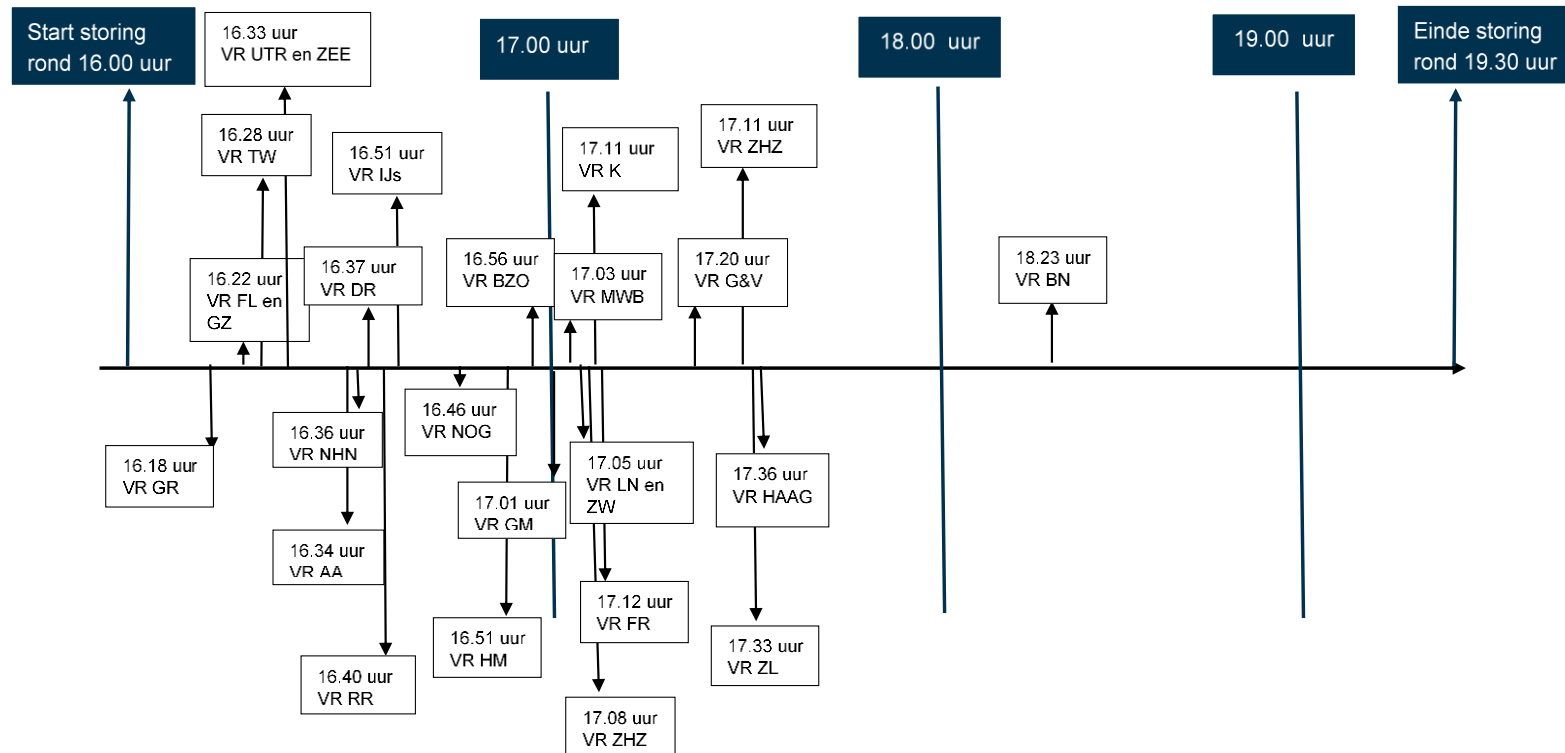 Start storing
rond 16.00 uur
16.33 uur
VR UTR en ZEE
17.00 uur
18.00 uur
19.00 uur
Einde storing
rond 19.30 uur
16.28 uur
VR TW
16.51 uur
VR IJs
17.11 uur
VR K
17.11 uur
VR ZHZ
16.22 uur
VR FL en
GZ
16.37 uur
VR DR
16.56 uur
VR BZO
17.03 uur
VR MWB
17.20 uur
VR G&V
18.23 uur
VR BN
16.18 uur
VR GR
16.36 uur
VR NHN
16.46 uur
VR NOG
17.05 uur
VR LN en
ZW
17.36 uur
VR HAAG
16.34 uur
VR AA
17.01 uur
VR GM
16.40 uur
VR RR
16.51 uur
VR HM
17.12 uur
VR FR
17.33 uur
VR ZL
17.08 uur
VR ZHZ